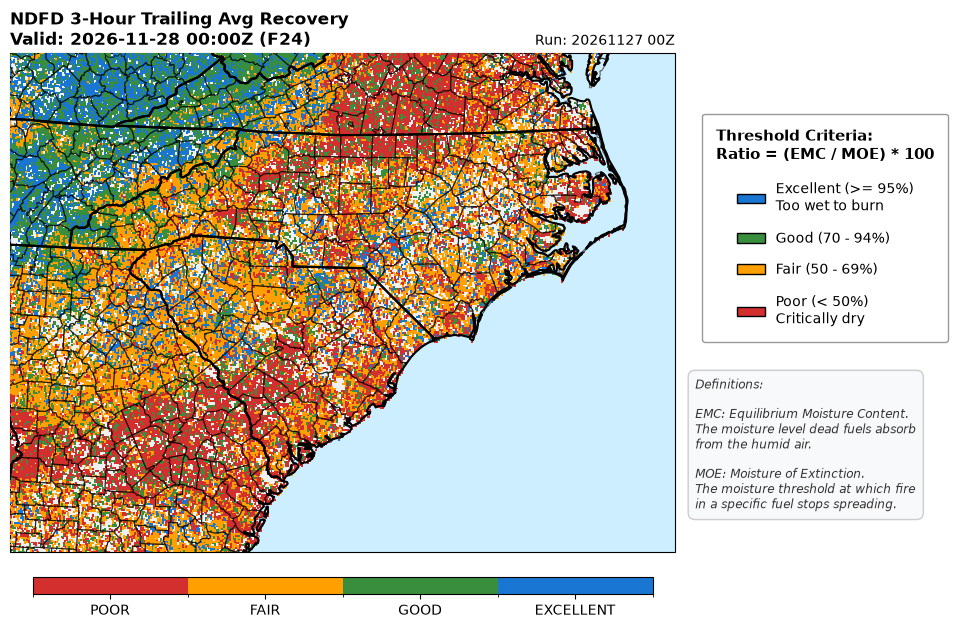 NDFD 3-Hour Trailing Avg Recovery
Valid: 2026-11-28 00:00Z (F24)
Run: 20261127 00Z
Threshold Criteria:
Ratio = (EMC / MOE) * 100
Excellent (>= 95%)
Too wet to burn
Good (70 - 94%)
Fair (50 - 69%)
Poor (< 50%)
Critically dry
Definitions:
EMC: Equilibrium Moisture Content.
The moisture level dead fuels absorb
from the humid air.
MOE: Moisture of Extinction.
The moisture threshold at which fire
in a specific fuel stops spreading.
POOR
FAIR
GOOD
EXCELLENT